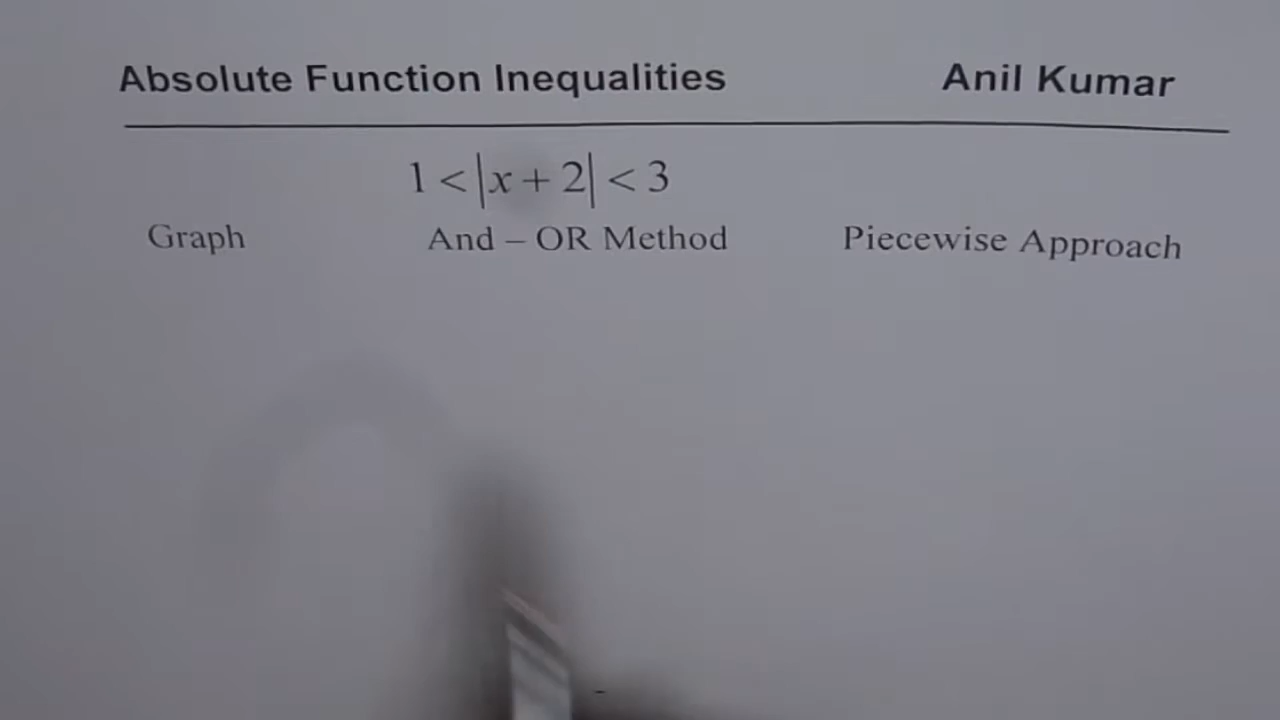 Absolute Function Inequalities Anil Kumar
1 < |x + 2| < 3
Graph And – OR Method Piecewise Approach